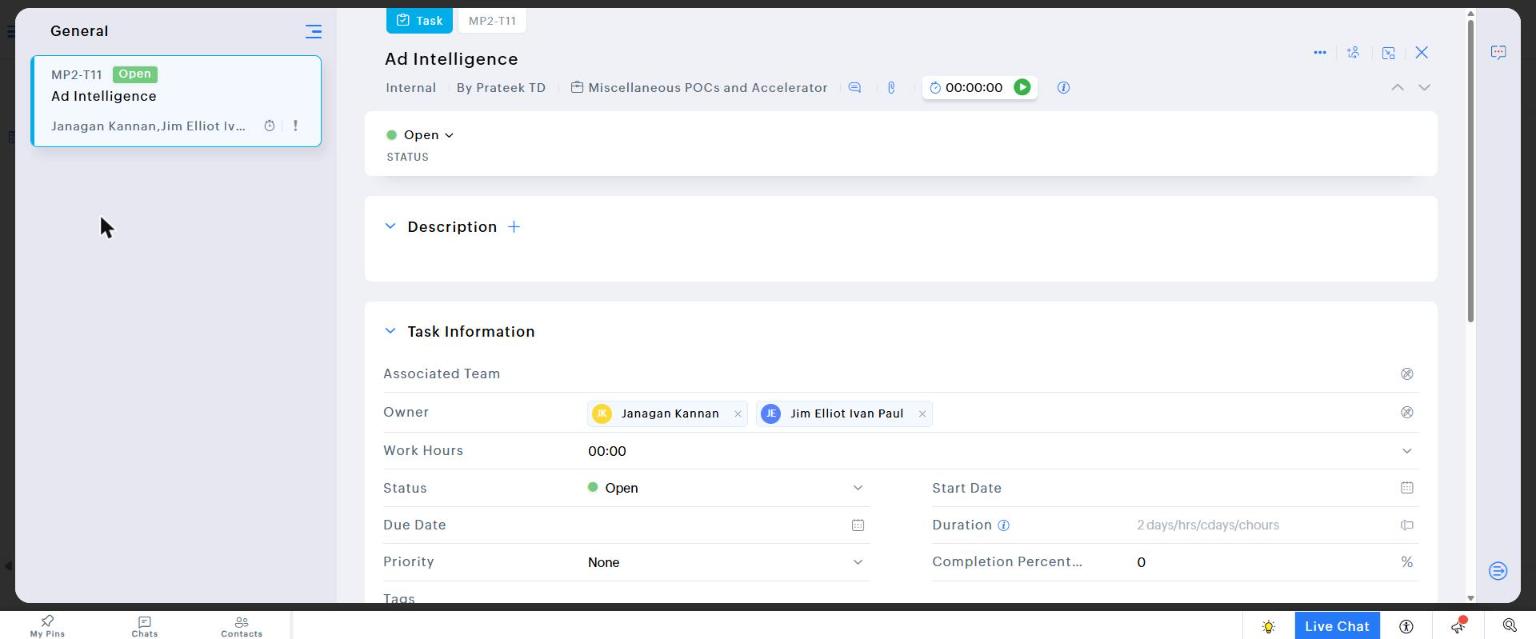 General
MP2-T11 Open
Ad Intelligence
Janagan Kannan,Jim Elliot Iv...
Task MP2-T11
Ad Intelligence
Internal By Prateek TD Miscellaneous POCs and Accelerator 00:00:00
Open
STATUS
Description
Task Information
Associated Team
Owner JK Janagan Kannan JE Jim Elliot Ivan Paul
Work Hours 00:00
Status Open Start Date
Due Date Duration 2 days/hrs/cdays/chours
Priority None Completion Percent... 0 %
Tags
My Pins Chats Contacts Live Chat